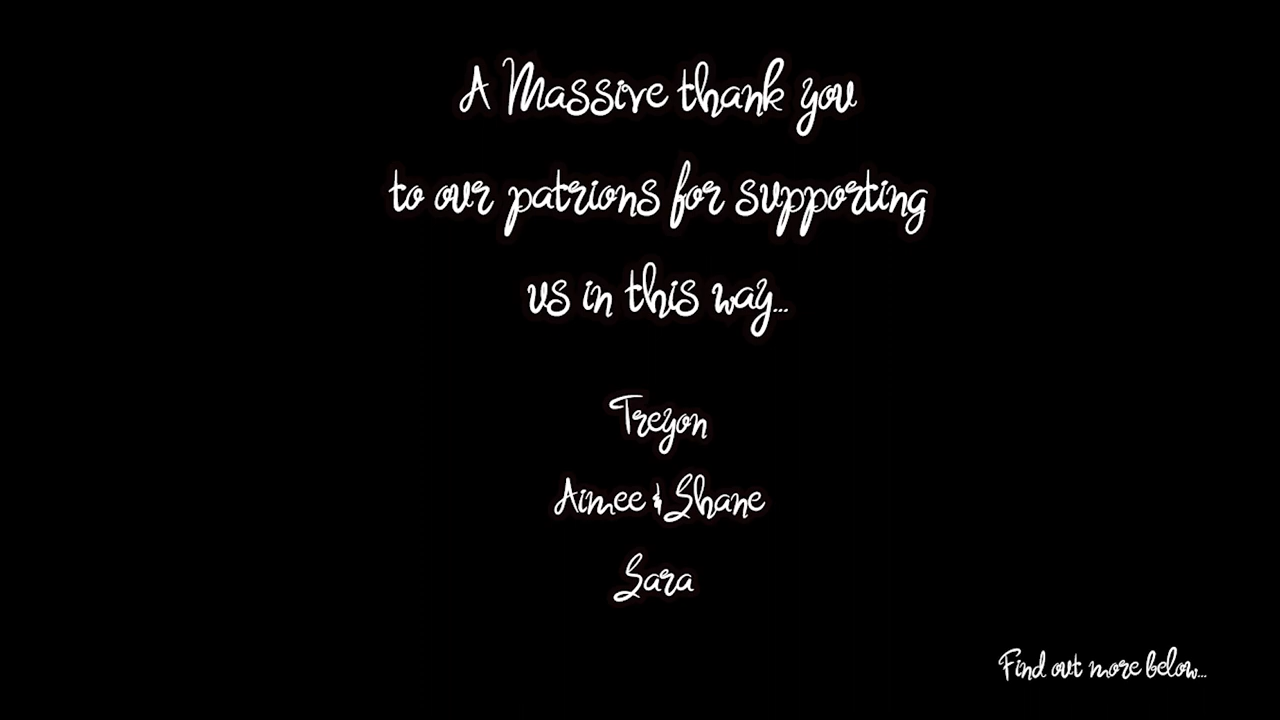 A Massive thank you
to our patrions for supporting
us in this way...
Treyon
Aimee & Shane
Sara
Find out more below...